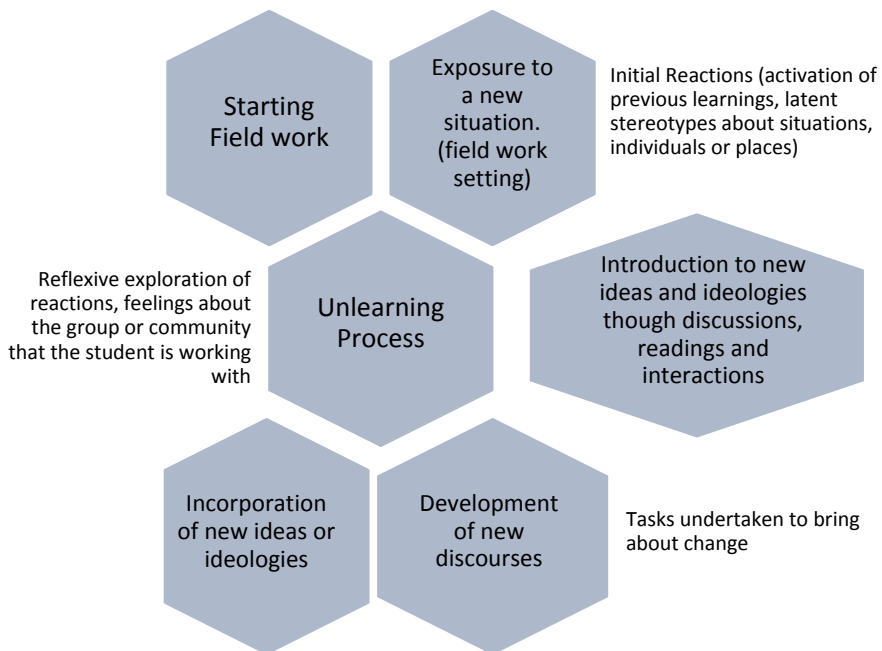 Starting
Field work
Exposure to
a new
situation.
(field work
setting)
Initial Reactions (activation of
previous learnings, latent
stereotypes about situations,
individuals or places)
Reflexive exploration of
reactions, feelings about
the group or community
that the student is working
with
Unlearning
Process
Introduction to new
ideas and ideologies
though discussions,
readings and
interactions
Incorporation
of new ideas or
ideologies
Development
of new
discourses
Tasks undertaken to bring
about change